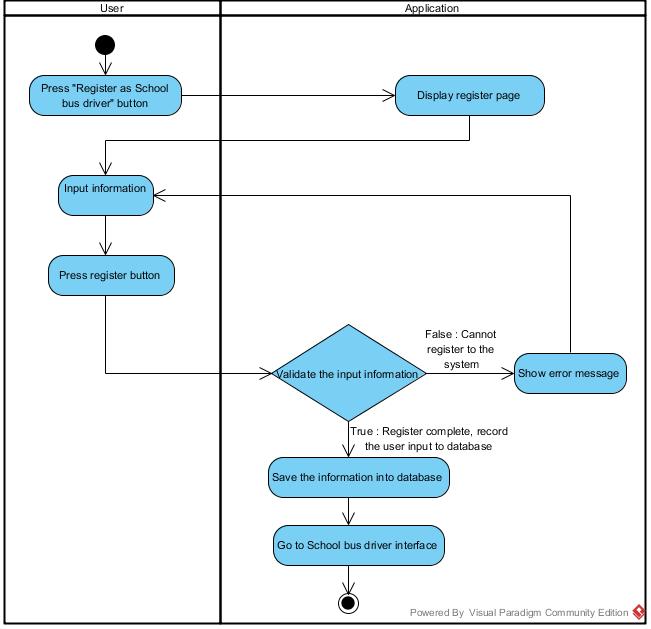 User
Application
Press "Register as School
bus driver" button
Display register page
Input information
Press register button
False : Cannot
register to the
system
Validate the input information
Show error message
True : Register complete, record
the user input to database
Save the information into database
Go to School bus driver interface
Powered By Visual Paradigm Community Edition